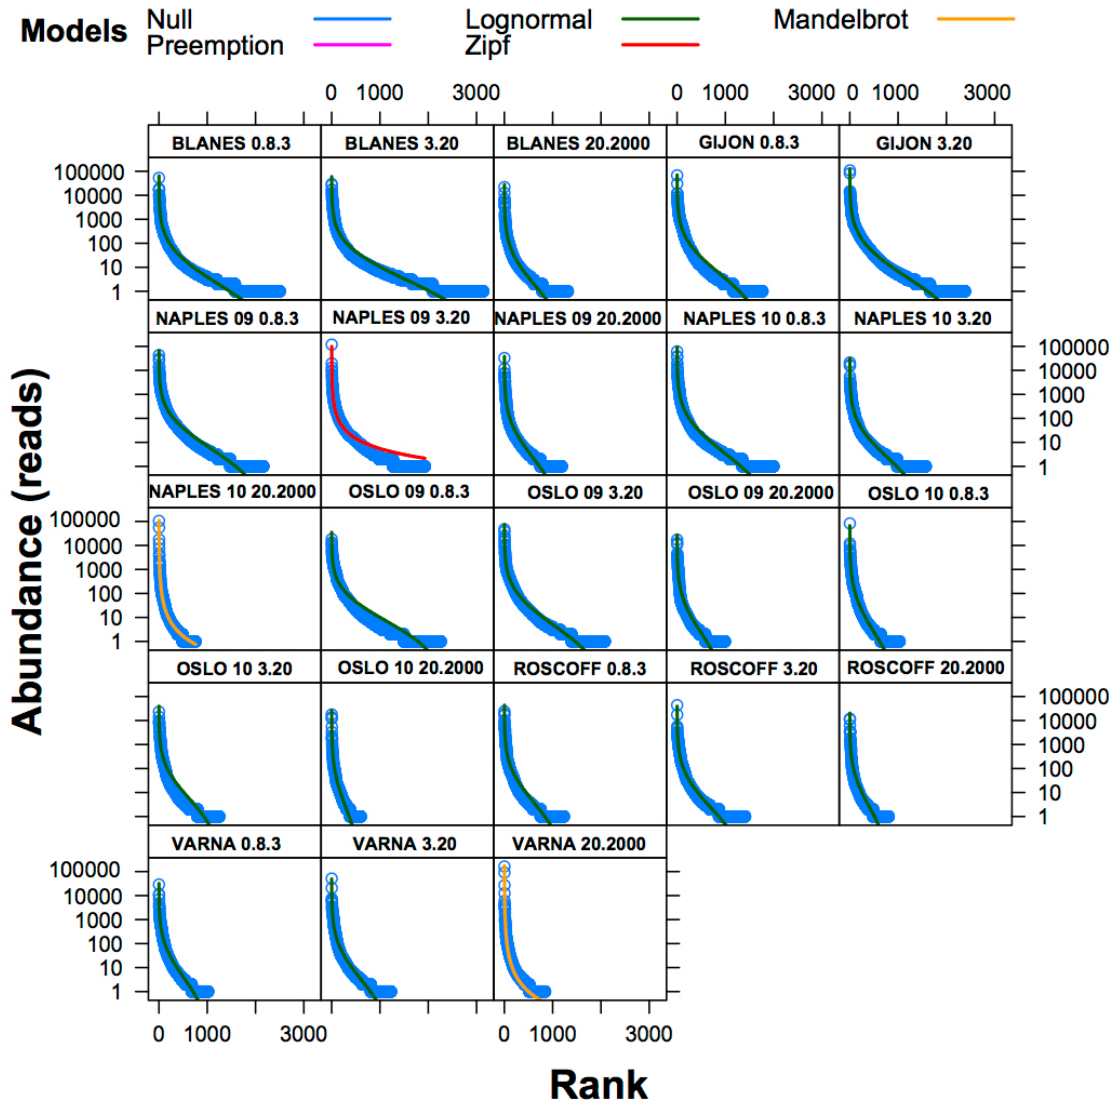 Models Null Lognormal Mandelbrot
Preemption Zipf
0 1000 3000 0 1000 3000
BLANES 0.8.3 BLANES 3.20 BLANES 20.2000 GIJON 0.8.3 GIJON 3.20
100000
10000
1000
100
10
1
NAPLES 09 0.8.3 NAPLES 09 3.20 NAPLES 09 20.2000 NAPLES 10 0.8.3 NAPLES 10 3.20
100000
10000
1000
100
10
1
NAPLES 10 20.2000 OSLO 09 0.8.3 OSLO 09 3.20 OSLO 09 20.2000 OSLO 10 0.8.3
100000
10000
1000
100
10
1
OSLO 10 3.20 OSLO 10 20.2000 ROSCOFF 0.8.3 ROSCOFF 3.20 ROSCOFF 20.2000
100000
10000
1000
100
10
1
VARNA 0.8.3 VARNA 3.20 VARNA 20.2000
100000
10000
1000
100
10
1
0 1000 3000 0 1000 3000
Abundance (reads)
Rank